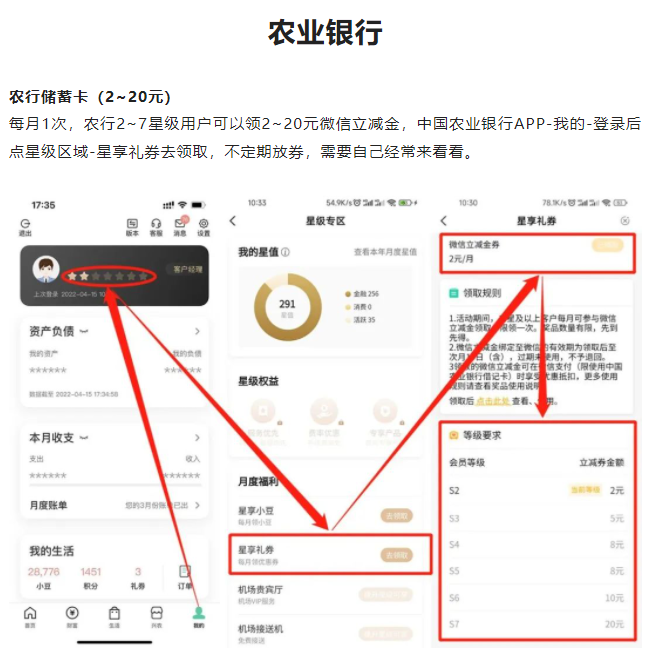 农业银行
农行储蓄卡（2~20元）
每月1次，农行2~7星级用户可以领2~20元微信立减金，中国农业银行APP-我的-登录后
点星级区域-星享礼券去领取，不定期放券，需要自己经常来看看。
17:35
退出
版本 客服 消息 设置
客户经理
上次登录 2022-04-15
资产负债
我的资产
我的负债
******
******
数据截至 2022-04-15 17:34:58
本月收支
支出
收入
******
******
月度账单
您的3月份账单已出
我的生活
28,776 1451 3
小豆 积分 礼券 订单
首页 财富 生活 兴农 我的
10:33
54.9K/s
星级专区
我的星值
查看本年月度星值
291
星值
金融 256
消费 0
活跃 35
星级权益
专享产品
月度福利
星享小豆
每月领小豆
去领取
星享礼券
每月领优惠券
去领取
机场贵宾厅
机场VIP服务
机场接送机
免费接送
10:30
78.1K/s
星享礼券
微信立减金券
2元/月
领取规则
1.活动期间，
星及以上客户每月可参与微信
立减金领取
限领一次。奖品数量有限，先到
先得。
2.微信立减金绑定至微信
的有效期为领取后至
次月
日（含），过期未使用，不予退回。
3领取的微信立减金可在微信支付（限使用中国
农业银行借记卡）时享受优惠抵扣，更多使用
规则请查看奖品使用说明
领取后 点击此处 查看、
用。
等级要求
会员等级 立减券金额
S2 当前等级 2元
S3 5元
S4 8元
S5 8元
S6 10元
S7 20元